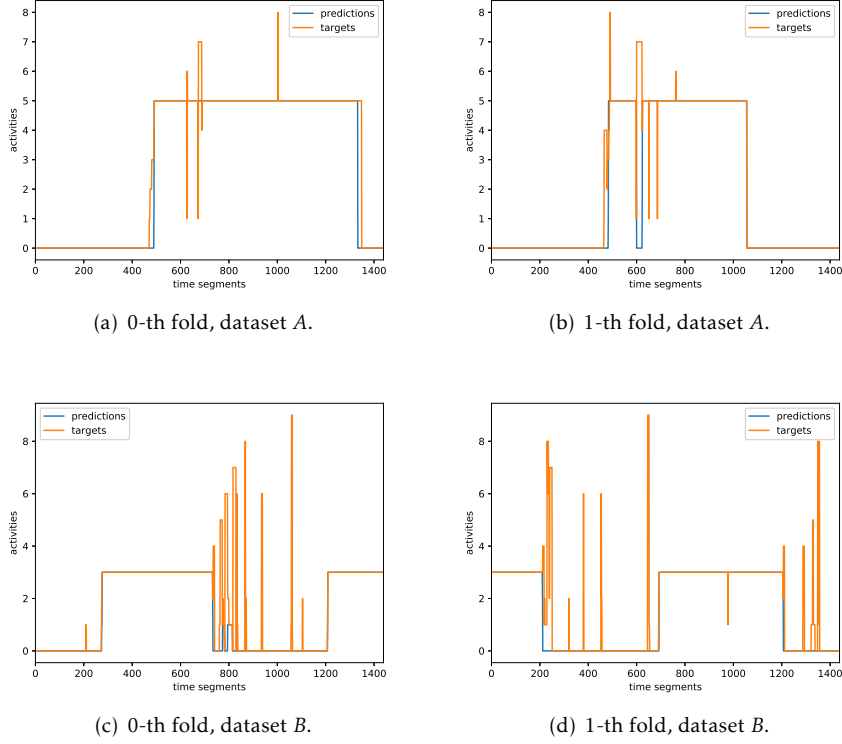 8
7
6
5
4
3
2
1
0
activities
predictions
targets
0 200 400 600 800 1000 1200 1400
time segments
(a) 0-th fold, dataset A.
8
7
6
5
4
3
2
1
0
activities
predictions
targets
0 200 400 600 800 1000 1200 1400
time segments
(b) 1-th fold, dataset A.
8
6
4
2
0
activities
predictions
targets
0 200 400 600 800 1000 1200 1400
time segments
(c) 0-th fold, dataset B.
8
6
4
2
0
activities
predictions
targets
0 200 400 600 800 1000 1200 1400
time segments
(d) 1-th fold, dataset B.